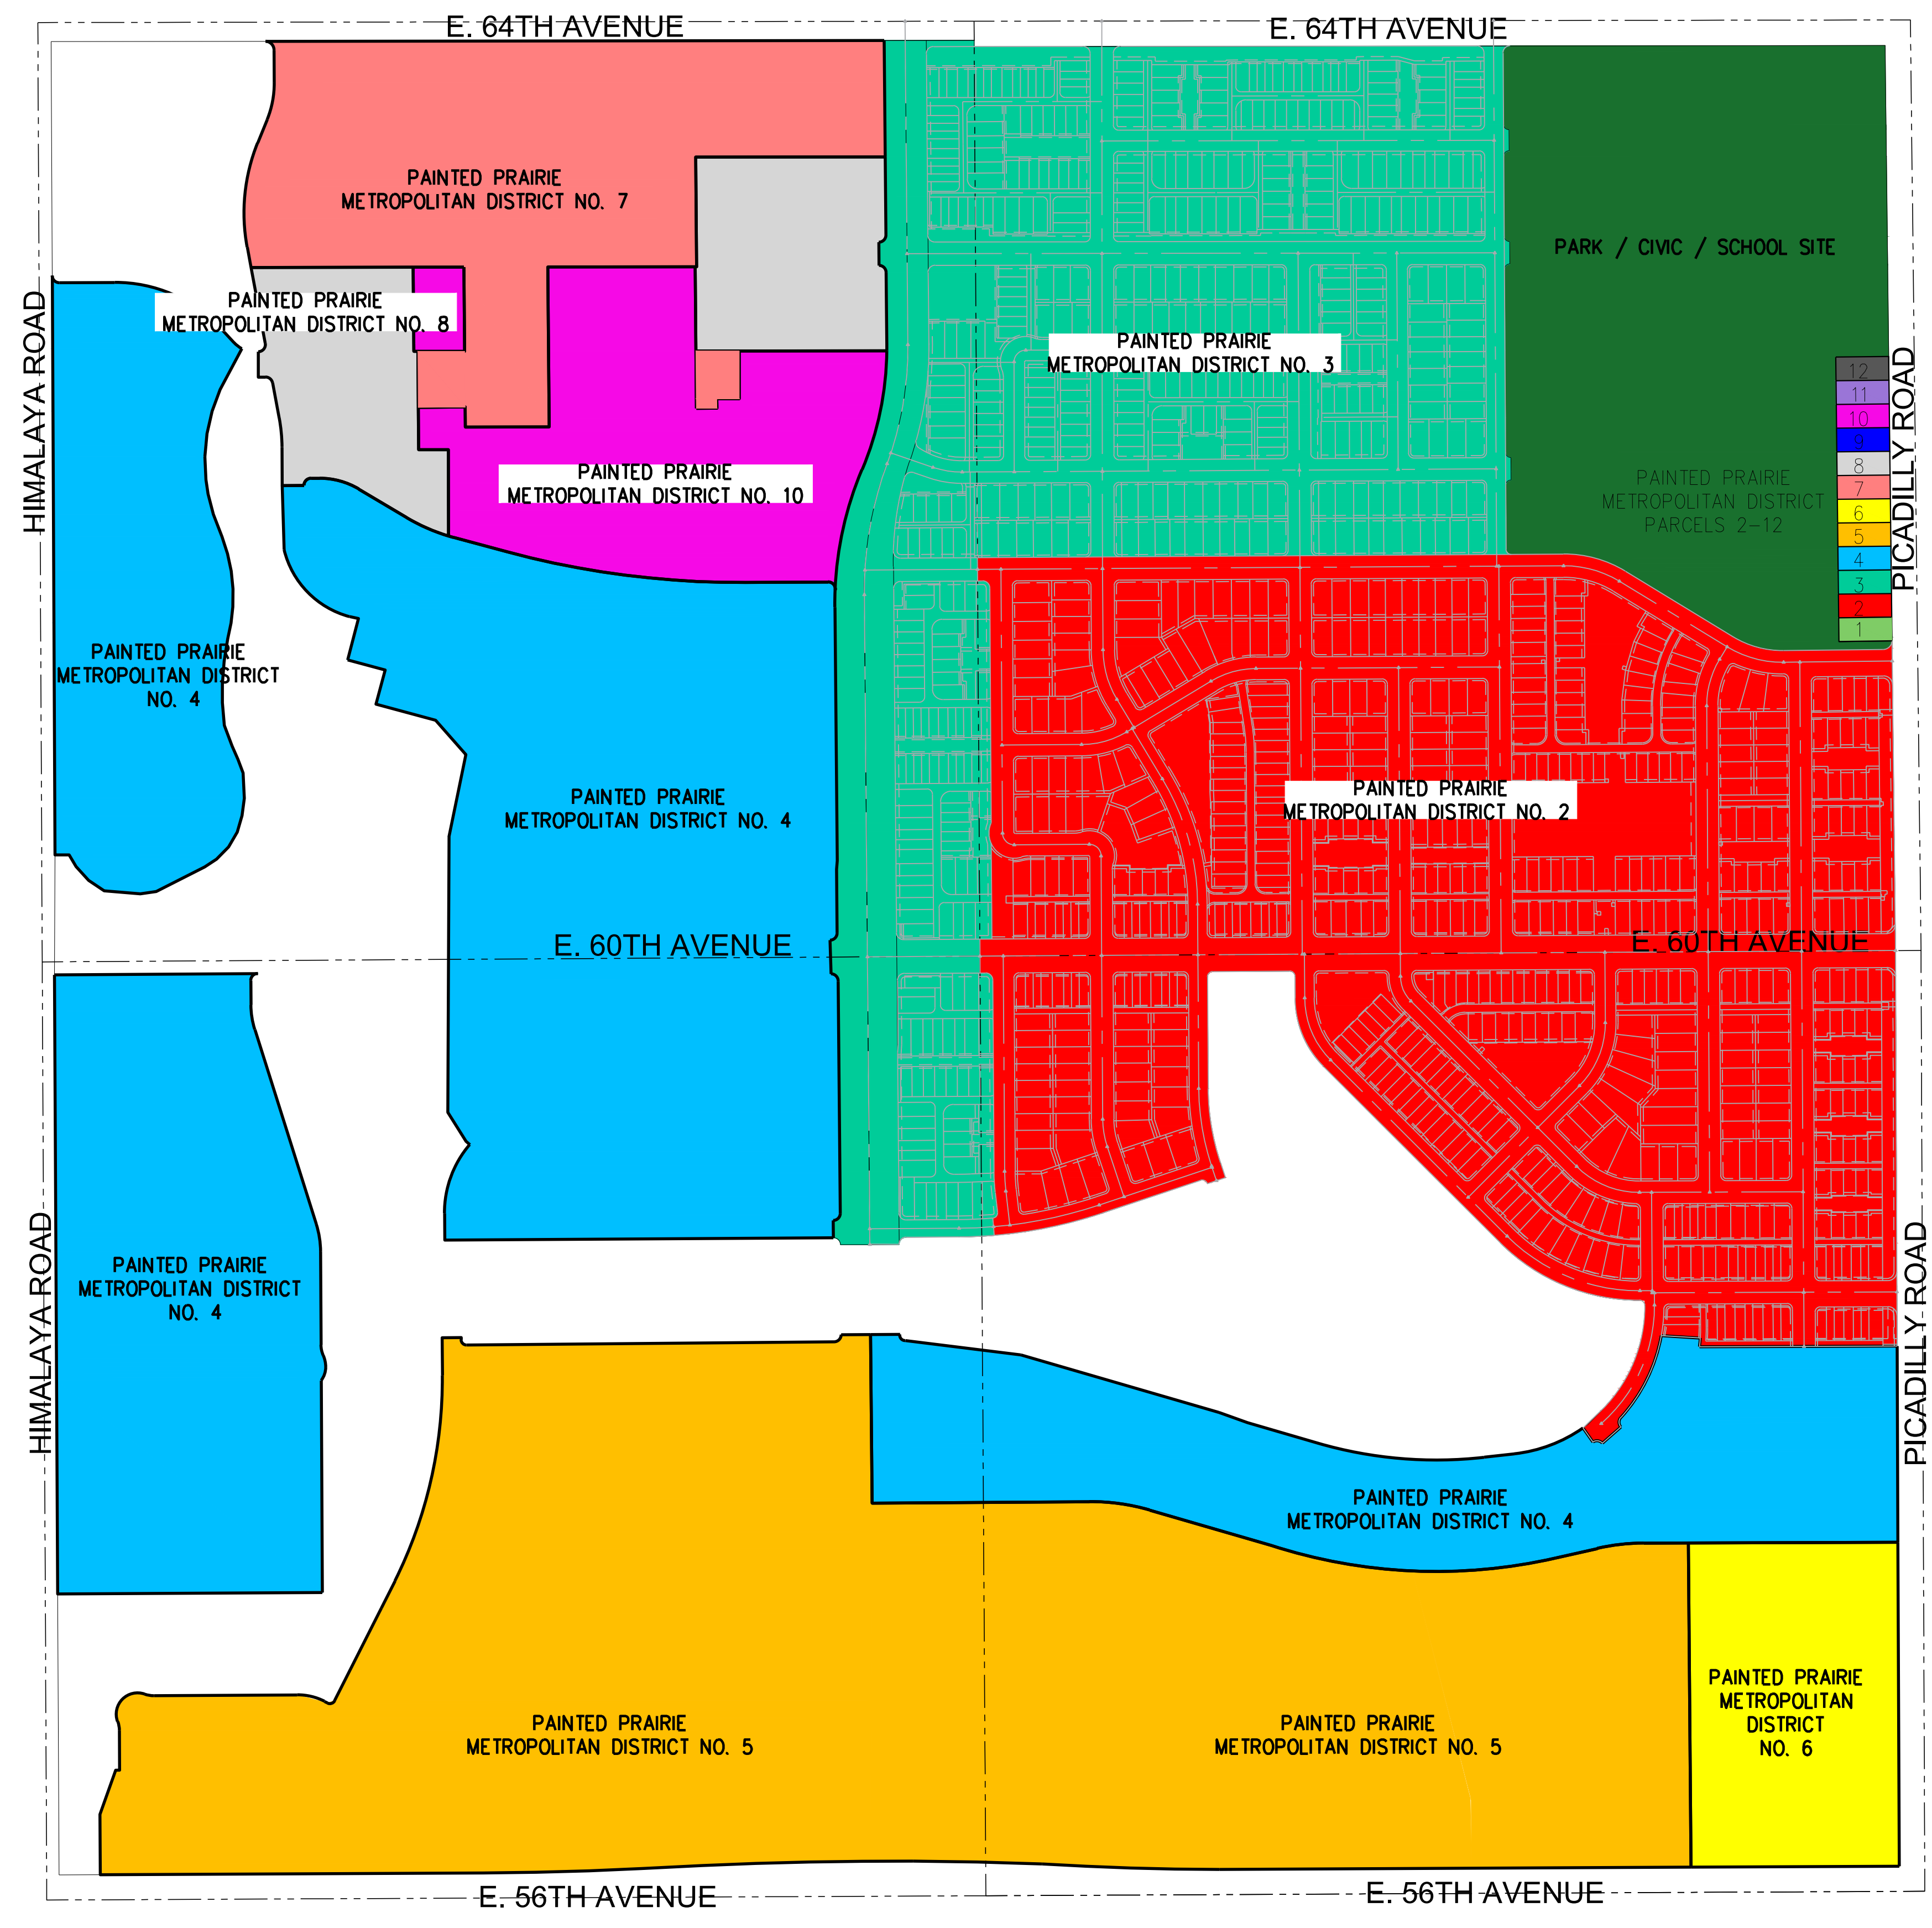 E. 64TH AVENUE
E. 64TH AVENUE
PAINTED PRAIRIE
METROPOLITAN DISTRICT NO. 7
PARK / CIVIC / SCHOOL SITE
HIMALAYA ROAD
PAINTED PRAIRIE
METROPOLITAN DISTRICT NO. 8
PAINTED PRAIRIE
METROPOLITAN DISTRICT NO. 3
PICADILLY ROAD
12
11
10
9
8
7
6
5
4
3
2
1
PAINTED PRAIRIE
METROPOLITAN DISTRICT NO. 10
PAINTED PRAIRIE
METROPOLITAN DISTRICT
PARCELS 2-12
PAINTED PRAIRIE
METROPOLITAN DISTRICT
NO. 4
PAINTED PRAIRIE
METROPOLITAN DISTRICT NO. 4
PAINTED PRAIRIE
METROPOLITAN DISTRICT NO. 2
E. 60TH AVENUE
E. 60TH AVENUE
HIMALAYA ROAD
PAINTED PRAIRIE
METROPOLITAN DISTRICT
NO. 4
PICADILLY ROAD
PAINTED PRAIRIE
METROPOLITAN DISTRICT NO. 4
PAINTED PRAIRIE
METROPOLITAN DISTRICT NO. 5
PAINTED PRAIRIE
METROPOLITAN DISTRICT NO. 5
PAINTED PRAIRIE
METROPOLITAN
DISTRICT
NO. 6
E. 56TH AVENUE
E. 56TH AVENUE